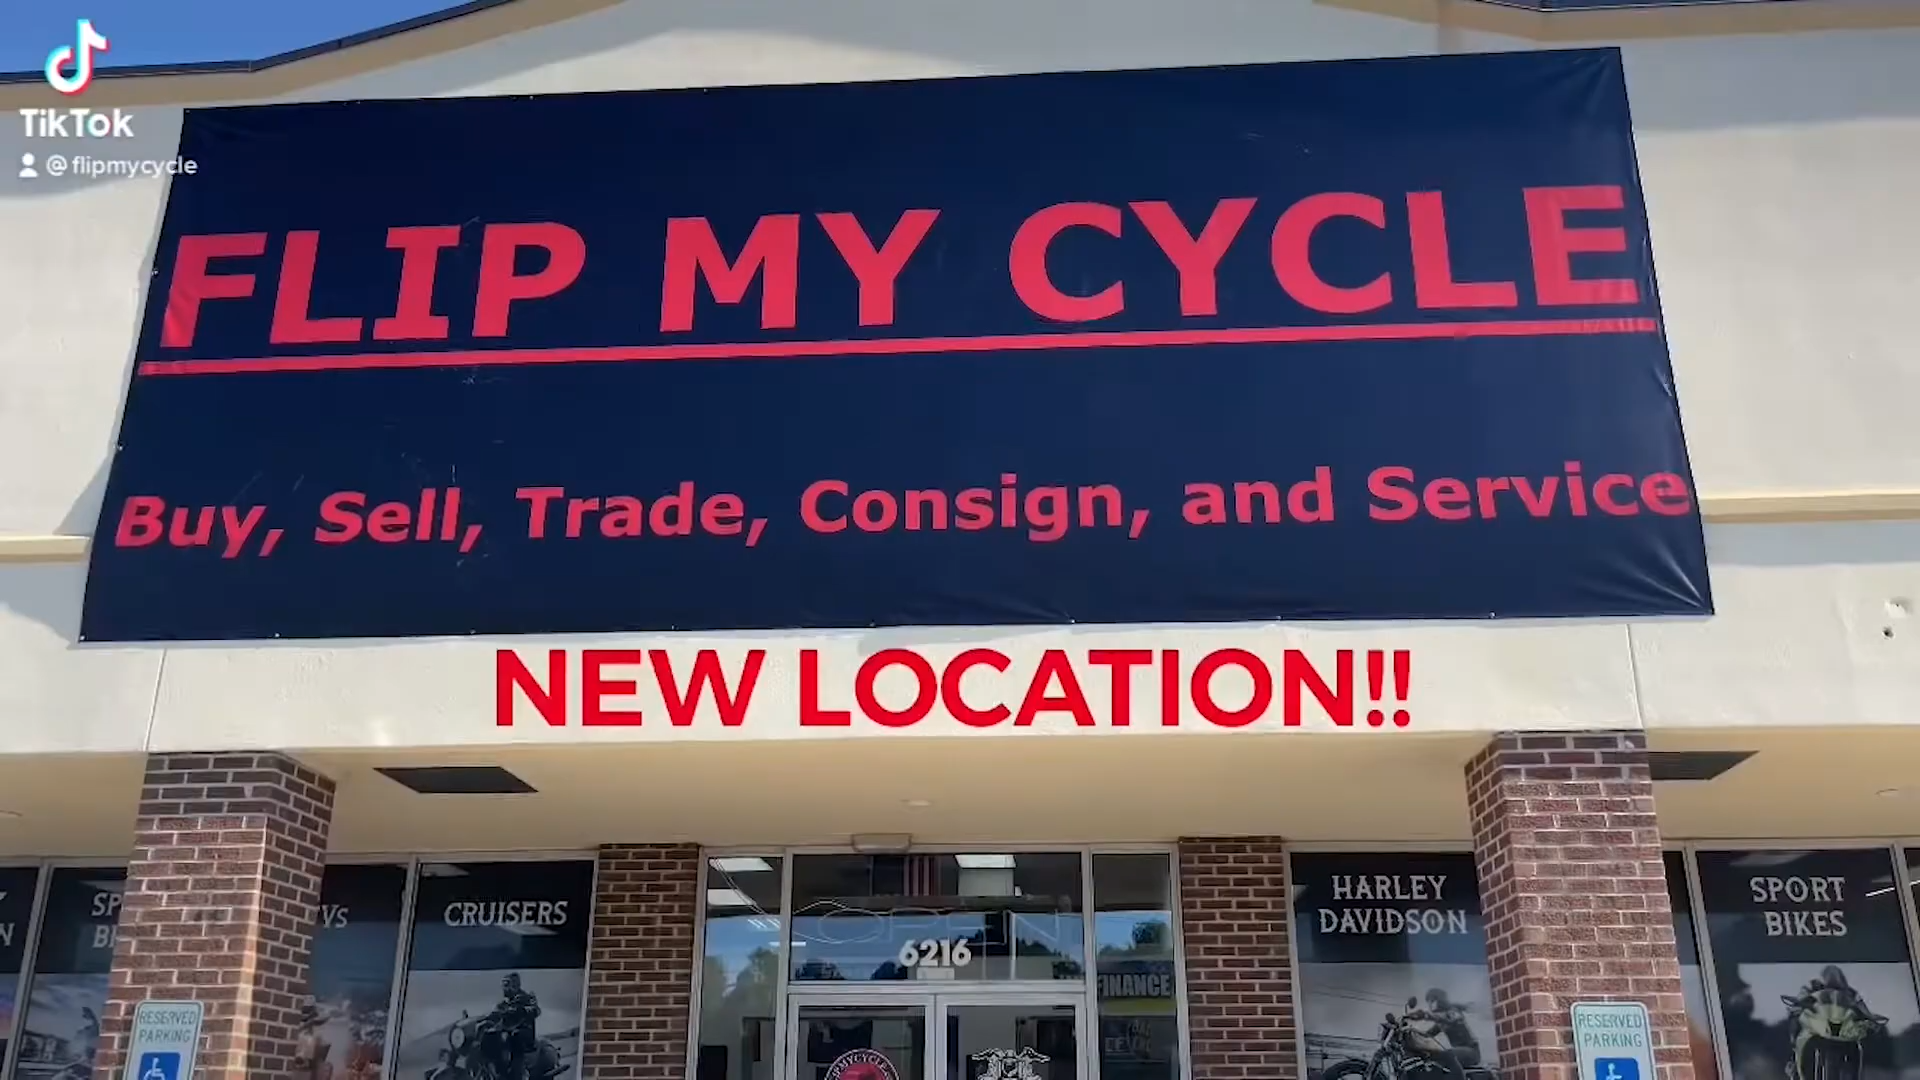 TikTok
@flipmycycle
FLIP MY CYCLE
Buy, Sell, Trade, Consign, and Service
NEW LOCATION!!
CRUISERS
HARLEY
DAVIDSON
SPORT
BIKES
6216
FINANCE
RESERVED
PARKING
RESERVED
PARKING
OPEN